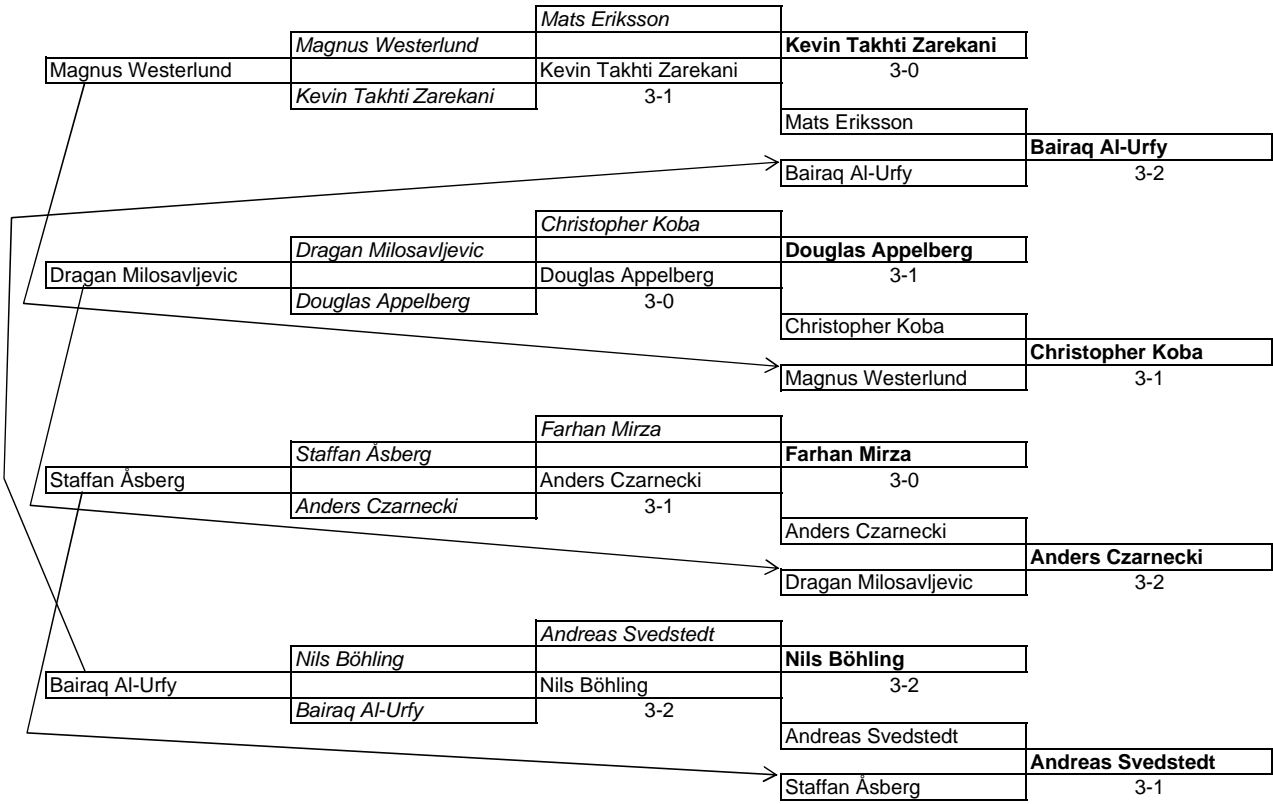 Mats Eriksson
Magnus Westerlund Kevin Takhti Zarekani
Magnus Westerlund Kevin Takhti Zarekani 3-0
Kevin Takhti Zarekani 3-1
Mats Eriksson
Bairaq Al-Urfy
Bairaq Al-Urfy 3-2
Christopher Koba
Dragan Milosavljevic Douglas Appelberg
Dragan Milosavljevic Douglas Appelberg 3-1
Douglas Appelberg 3-0
Christopher Koba
Christopher Koba
Magnus Westerlund 3-1
Farhan Mirza
Staffan Åsberg Farhan Mirza
Staffan Åsberg Anders Czarnecki 3-0
Anders Czarnecki 3-1
Anders Czarnecki
Anders Czarnecki
Dragan Milosavljevic 3-2
Andreas Svedstedt
Nils Böhling Nils Böhling
Bairaq Al-Urfy Nils Böhling 3-2
Bairaq Al-Urfy 3-2
Andreas Svedstedt
Andreas Svedstedt
Staffan Åsberg 3-1